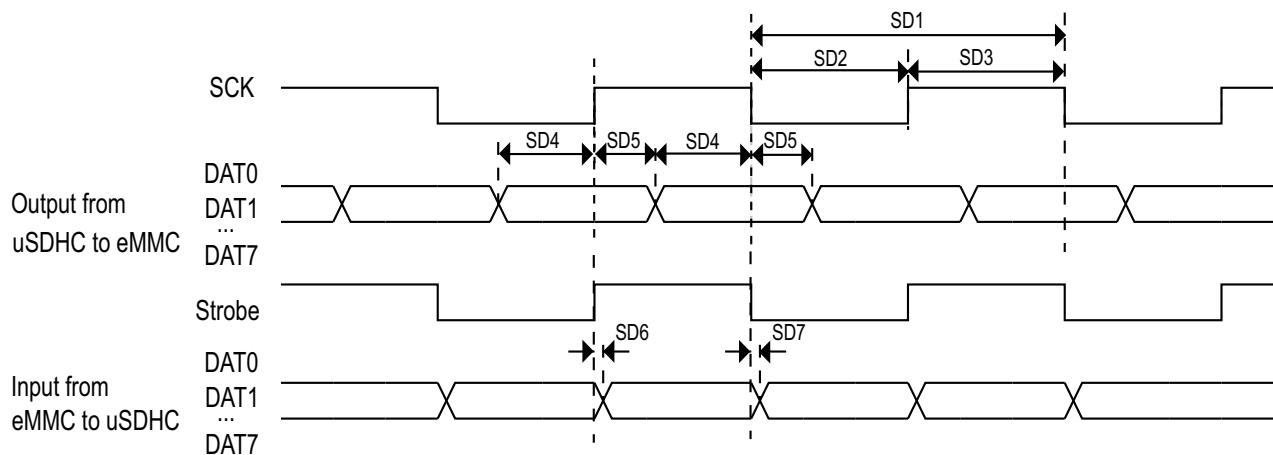 SD1
SD2
SD3
SCK
SD4
SD5
SD4
SD5
DAT0
Output from
DAT1
...
uSDHC to eMMC
DAT7
Strobe
SD6
SD7
DAT0
Input from
DAT1
...
eMMC to uSDHC
DAT7